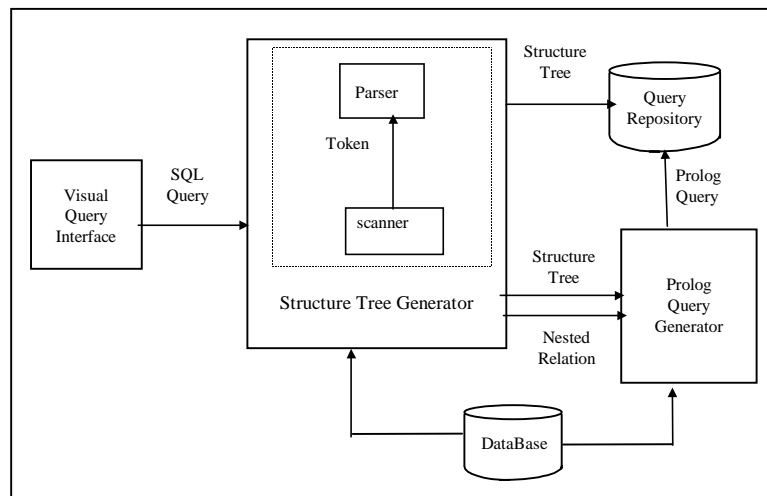 Structure
Tree
Parser
Query
Repository
Token
SQL
Query
Prolog
Query
Visual
Query
Interface
scanner
Structure
Tree
Prolog
Query
Generator
Structure Tree Generator
Nested
Relation
DataBase